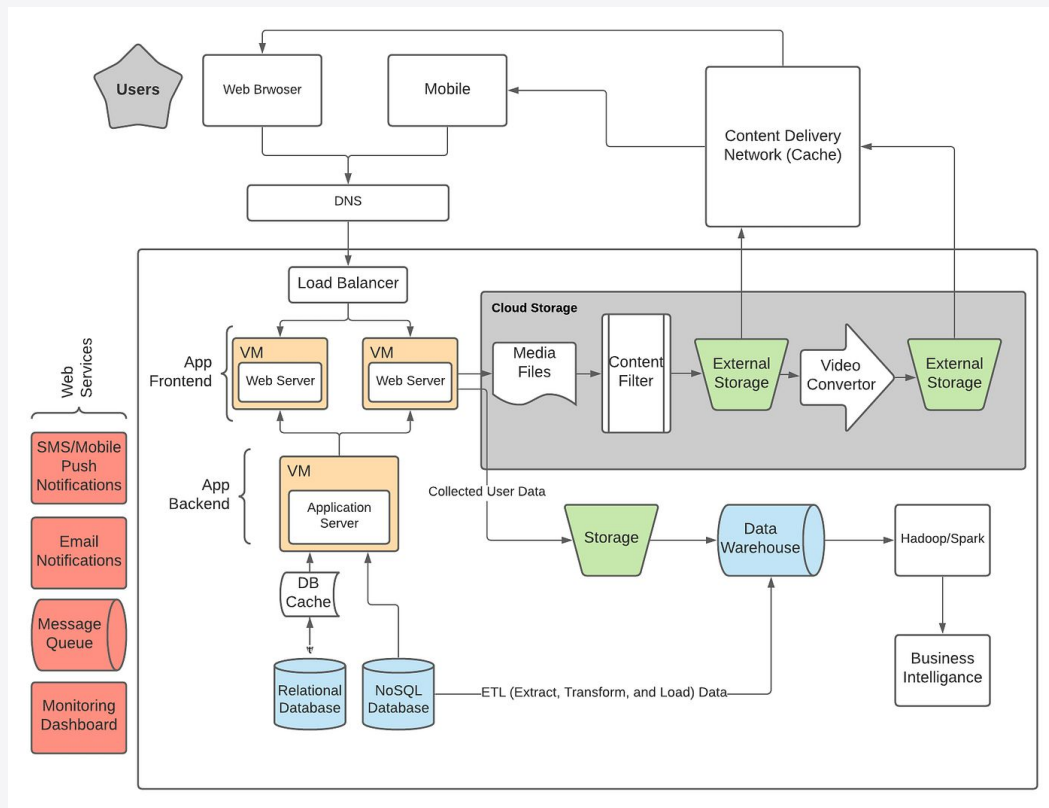 Users
Web Brwoser
Mobile
Content Delivery
Network (Cache)
DNS
Load Balancer
Cloud Storage
App
Frontend
VM
Web Server
VM
Web Server
Media
Files
Content
Filter
External
Storage
Video
Convertor
External
Storage
Web
Services
SMS/Mobile
Push
Notifications
Email
Notifications
Message
Queue
Monitoring
Dashboard
App
Backend
VM
Application
Server
Collected User Data
Storage
Data
Warehouse
Hadoop/Spark
DB
Cache
Relational
Database
NoSQL
Database
ETL (Extract, Transform, and Load) Data
Business
Intelligance